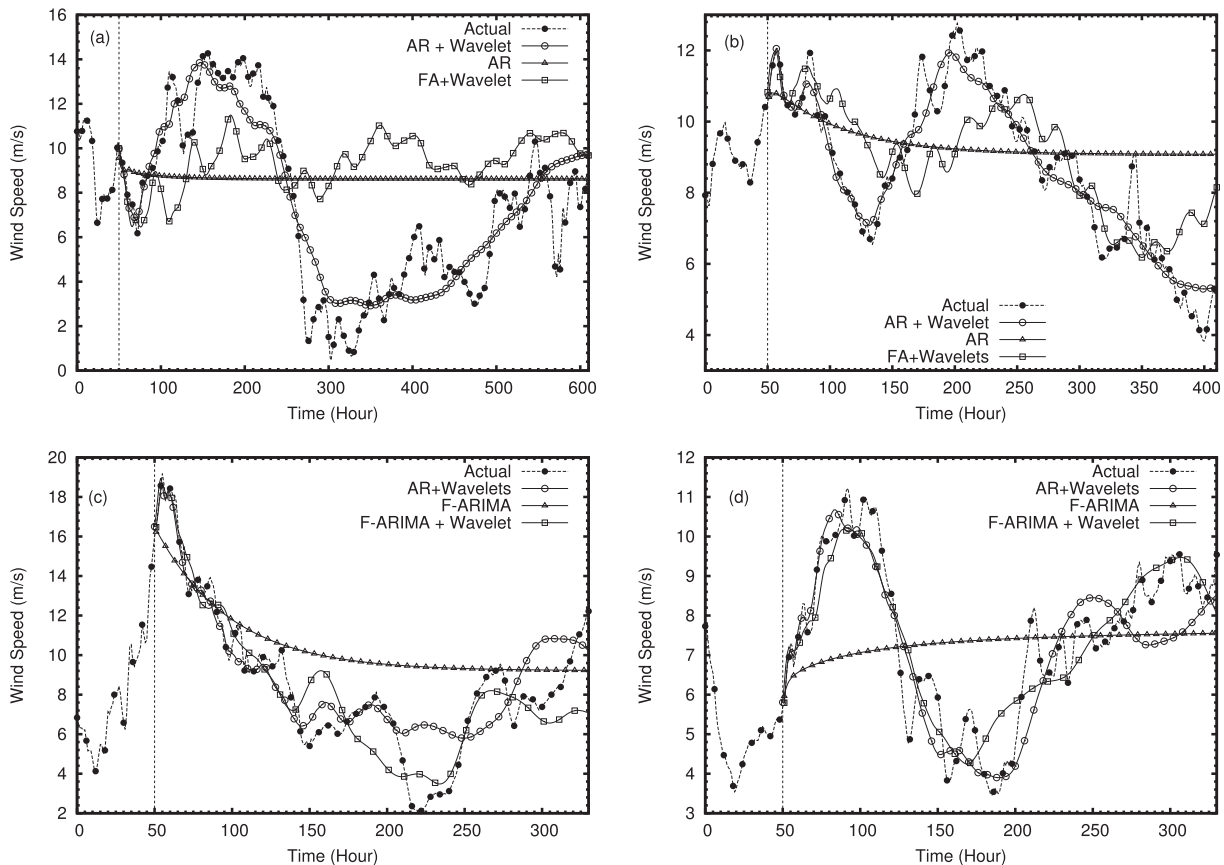 (a)
Actual
AR + Wavelet
AR
FA+Wavelet
16
14
12
10
8
6
4
2
0
Wind Speed (m/s)
0 100 200 300 400 500 600
Time (Hour)
(b)
Actual
AR + Wavelet
AR
FA+Wavelets
12
10
8
6
4
Wind Speed (m/s)
0 50 100 150 200 250 300 350 400
Time (Hour)
(c)
Actual
AR+Wavelets
F-ARIMA
F-ARIMA + Wavelet
20
18
16
14
12
10
8
6
4
2
Wind Speed (m/s)
0 50 100 150 200 250 300
Time (Hour)
(d)
Actual
AR+Wavelets
F-ARIMA
F-ARIMA + Wavelet
12
11
10
9
8
7
6
5
4
3
Wind Speed (m/s)
0 50 100 150 200 250 300
Time (Hour)